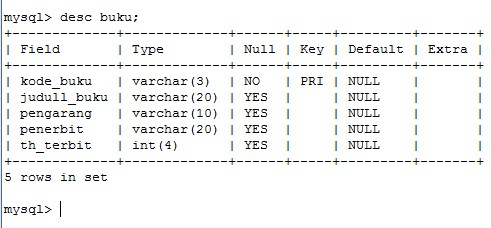 mysql> desc buku;
+-------------+-------------+------+-----+---------+-------+
| Field       | Type        | Null | Key | Default | Extra |
+-------------+-------------+------+-----+---------+-------+
| kode_buku   | varchar(3)  | NO   | PRI | NULL    |       |
| judull_buku | varchar(20) | YES  |     | NULL    |       |
| pengarang   | varchar(10) | YES  |     | NULL    |       |
| penerbit    | varchar(20) | YES  |     | NULL    |       |
| th_terbit   | int(4)      | YES  |     | NULL    |       |
+-------------+-------------+------+-----+---------+-------+
5 rows in set
mysql>